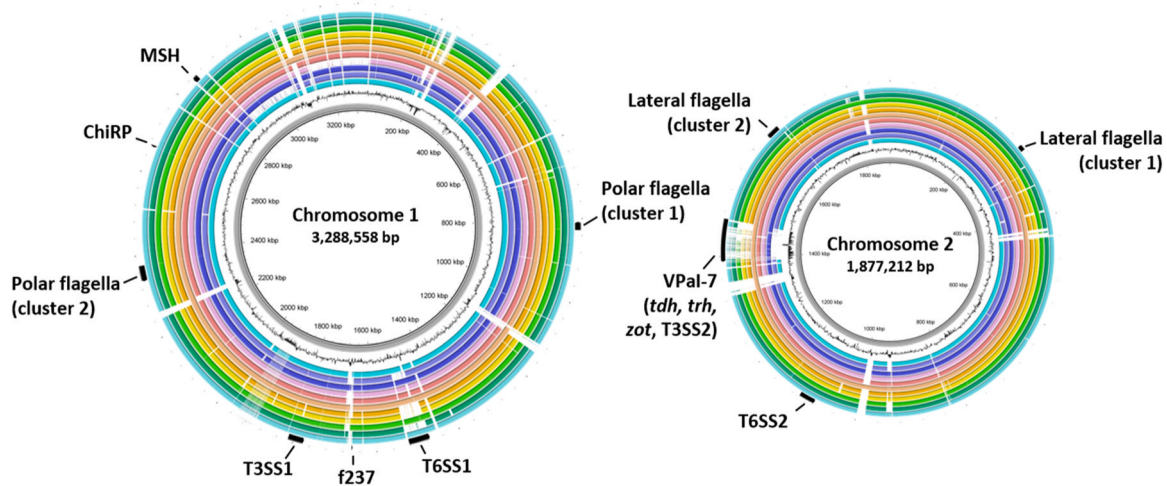 MSH
ChiRP
Polar flagella
(cluster 2)
T3SS1
f237
T6SS1
Polar flagella
(cluster 1)
Chromosome 1
3,288,558 bp
200 kbp
400 kbp
600 kbp
800 kbp
1000 kbp
1200 kbp
1400 kbp
1600 kbp
1800 kbp
2000 kbp
2200 kbp
2400 kbp
2600 kbp
2800 kbp
3000 kbp
3200 kbp
Lateral flagella
(cluster 2)
Lateral flagella
(cluster 1)
VPaI-7
(tdh, trh,
zot, T3SS2)
T6SS2
Chromosome 2
1,877,212 bp
200 kbp
400 kbp
600 kbp
800 kbp
1000 kbp
1200 kbp
1400 kbp
1600 kbp
1800 kbp